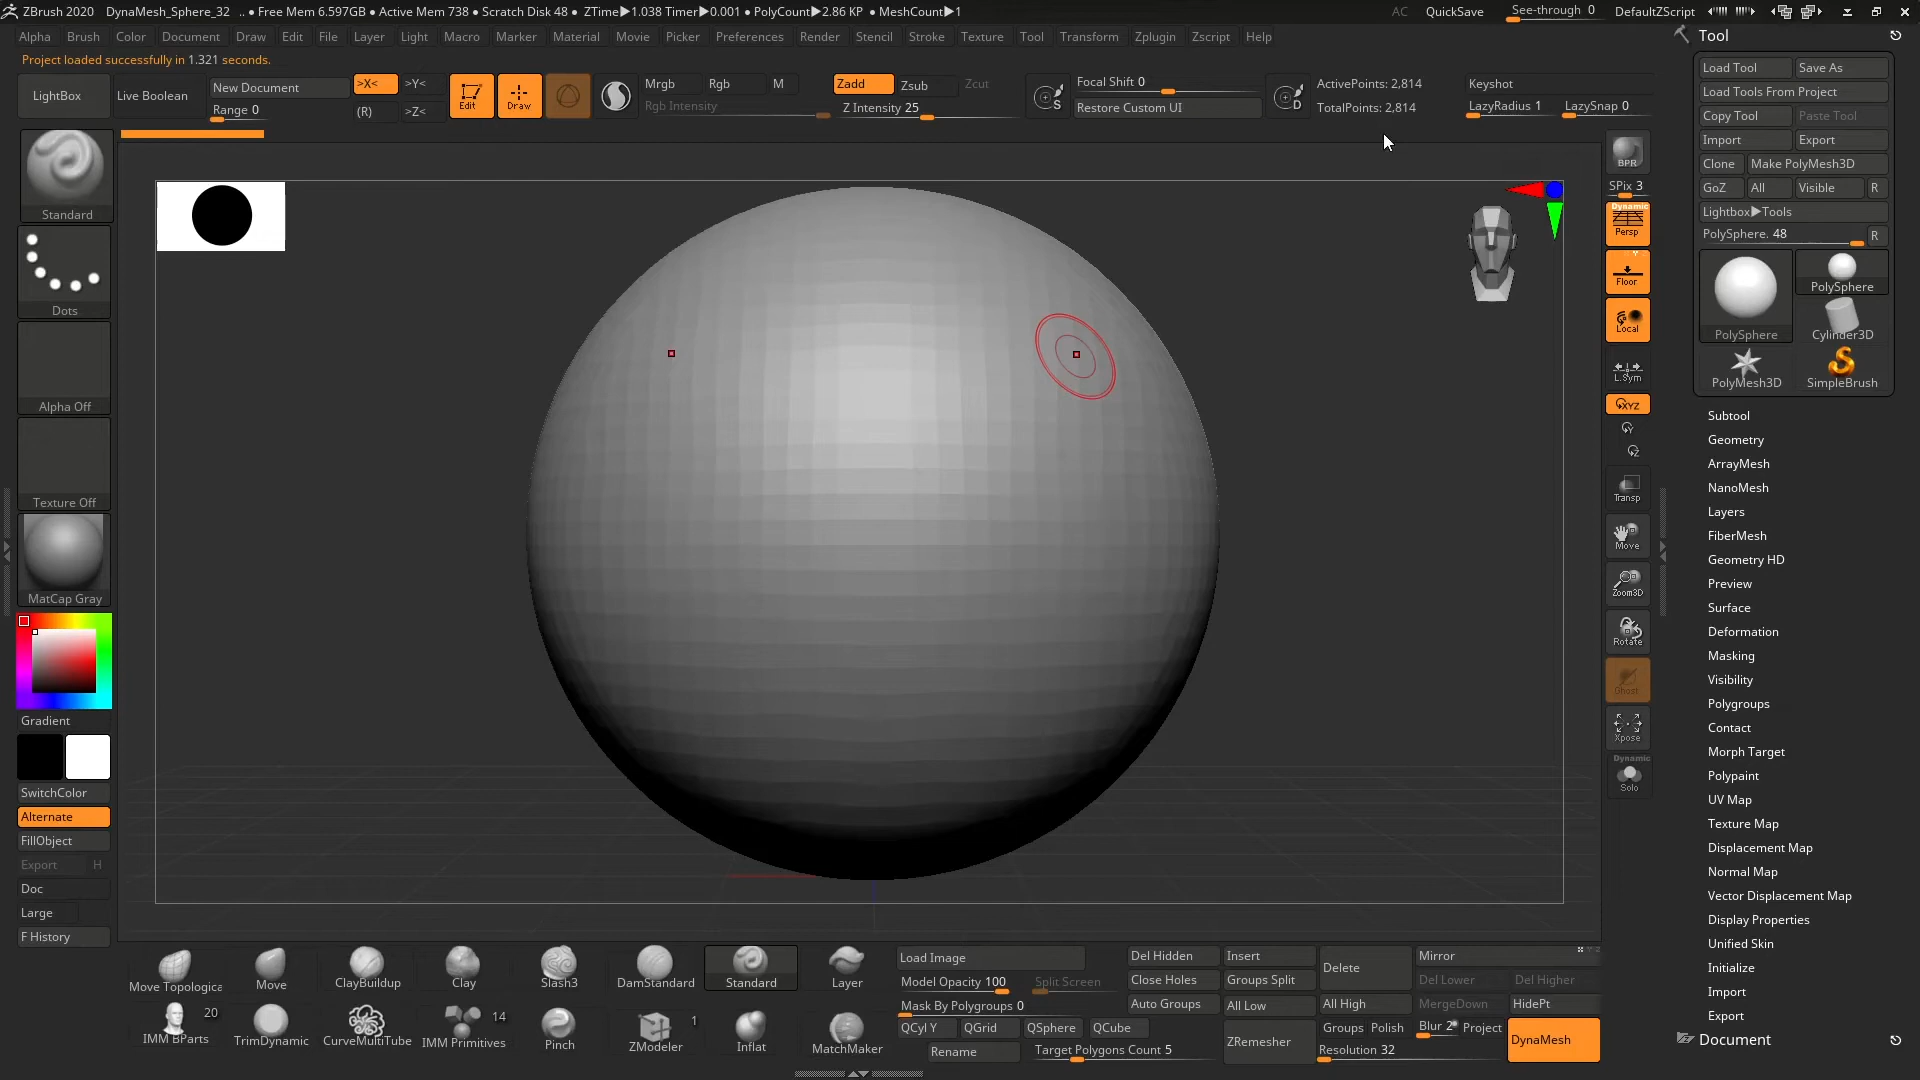 ZBrush 2020 DynaMesh_Sphere_32 .. • Free Mem 6.597GB • Active Mem 738 • Scratch Disk 48 • ZTime▶1.038 Timer▶0.001 • PolyCount▶2.86 KP • MeshCount▶1 AC QuickSave See-through 0 DefaultZScript
Alpha Brush Color Document Draw Edit File Layer Light Macro Marker Material Movie Picker Preferences Render Stencil Stroke Texture Tool Transform Zplugin Zscript Help
Project loaded successfully in 1.321 seconds.
LightBox
Live Boolean
New Document
Range 0
>X< >Y<
(R) >Z<
Edit
Draw
Mrgb Rgb M
Rgb Intensity
Zadd Zsub Zcut
Z Intensity 25
S
Focal Shift 0
Restore Custom UI
D
ActivePoints: 2,814
TotalPoints: 2,814
Keyshot
LazyRadius 1 LazySnap 0
Standard
Dots
Alpha Off
Texture Off
MatCap Gray
Gradient
SwitchColor
Alternate
FillObject
Export H
Doc
Large
F History
BPR
SPix 3
Dynamic
Persp
Floor
Local
L.Sym
XYZ
Y
Z
Transp
Move
Zoom3D
Rotate
Ghost
Xpose
Dynamic
Solo
Tool
Load Tool Save As
Load Tools From Project
Copy Tool Paste Tool
Import Export
Clone Make PolyMesh3D
GoZ All Visible R
Lightbox▶Tools
PolySphere. 48 R
PolySphere
PolySphere
Cylinder3D
PolyMesh3D
SimpleBrush
Subtool
Geometry
ArrayMesh
NanoMesh
Layers
FiberMesh
Geometry HD
Preview
Surface
Deformation
Masking
Visibility
Polygroups
Contact
Morph Target
Polypaint
UV Map
Texture Map
Displacement Map
Normal Map
Vector Displacement Map
Display Properties
Unified Skin
Initialize
Import
Export
Document
Move Topologica Move ClayBuildup Clay Slash3 DamStandard Standard Layer
20 14 1
IMM BParts TrimDynamic CurveMultiTube IMM Primitives Pinch ZModeler Inflat MatchMaker
Load Image
Model Opacity 100 Split Screen
Mask By Polygroups 0
QCyl Y QGrid QSphere QCube
Rename Target Polygons Count 5
Del Hidden Insert
Close Holes Groups Split
Auto Groups All Low
ZRemesher
Delete
All High
Mirror
Del Lower Del Higher
MergeDown HidePt
Groups Polish Blur 2 Project
Resolution 32
DynaMesh